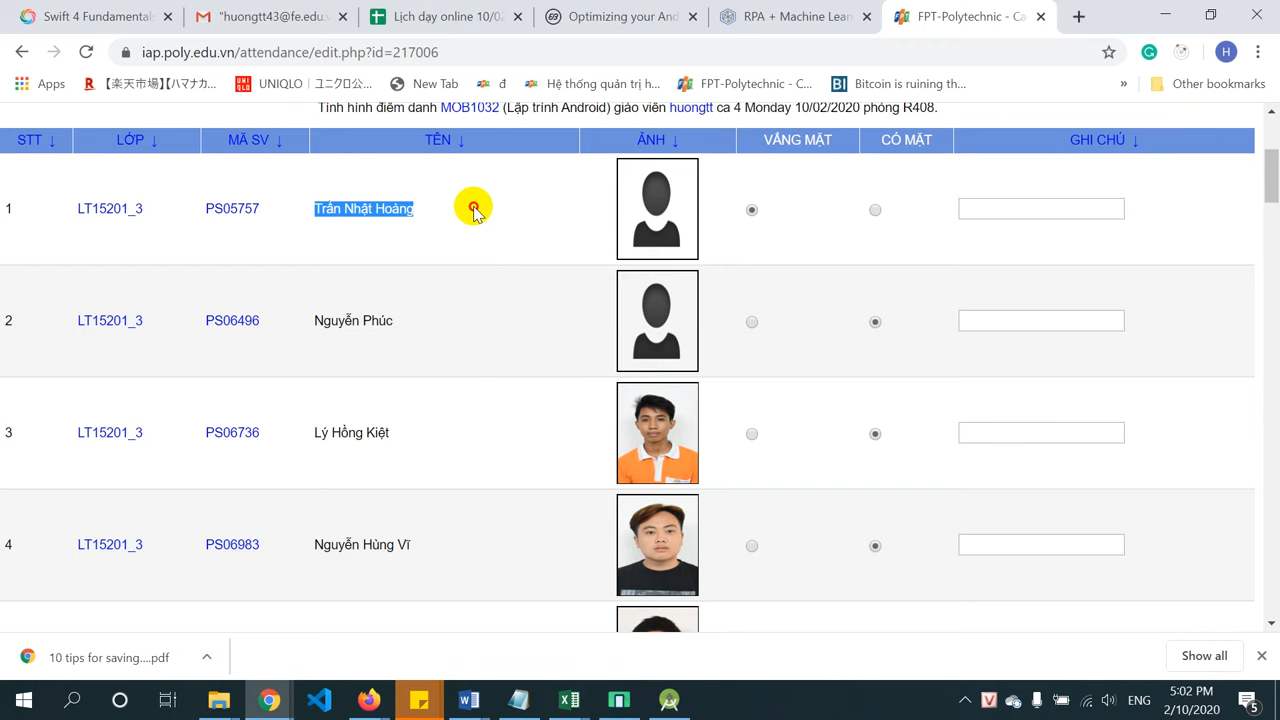 Swift 4 Fundamental
"huongtt43@fe.edu.v
Lịch dạy online 10/02
Optimizing your And
RPA + Machine Lear
FPT-Polytechnic - Ca
iap.poly.edu.vn/attendance/edit.php?id=217006
H
Apps
【楽天市場】【ハマナカ...
UNIQLO | ユニクロ公...
New Tab
đ
Hệ thống quản trị h...
FPT-Polytechnic - C...
BI
Bitcoin is ruining th...
»
Other bookmarks
Tình hình điểm danh MOB1032 (Lập trình Android) giáo viên huongtt ca 4 Monday 10/02/2020 phòng R408.
STT ↓ LỚP ↓ MÃ SV ↓ TÊN ↓ ẢNH ↓ VẮNG MẶT CÓ MẶT GHI CHÚ ↓
1 LT15201_3 PS05757 Trần Nhật Hoàng
2 LT15201_3 PS06496 Nguyễn Phúc
3 LT15201_3 PS06736 Lý Hồng Kiệt
4 LT15201_3 PS06983 Nguyễn Hùng Vĩ
10 tips for saving....pdf
Show all
ENG
5:02 PM
2/10/2020
5